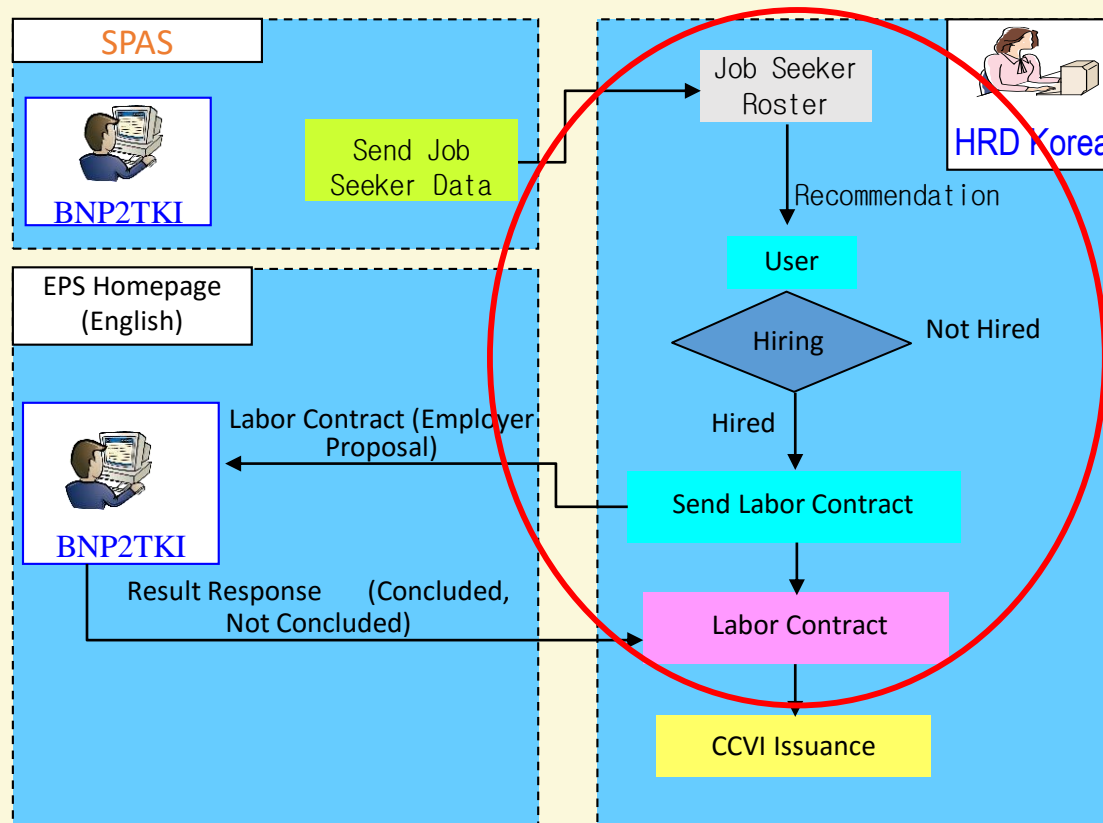 SPAS
BNP2TKI
Send Job
Seeker Data
Job Seeker
Roster
HRD Korea
Recommendation
User
Hiring
Not Hired
Hired
Send Labor Contract
Labor Contract
CCVI Issuance
EPS Homepage
(English)
Labor Contract (Employer
Proposal)
BNP2TKI
Result Response (Concluded,
Not Concluded)